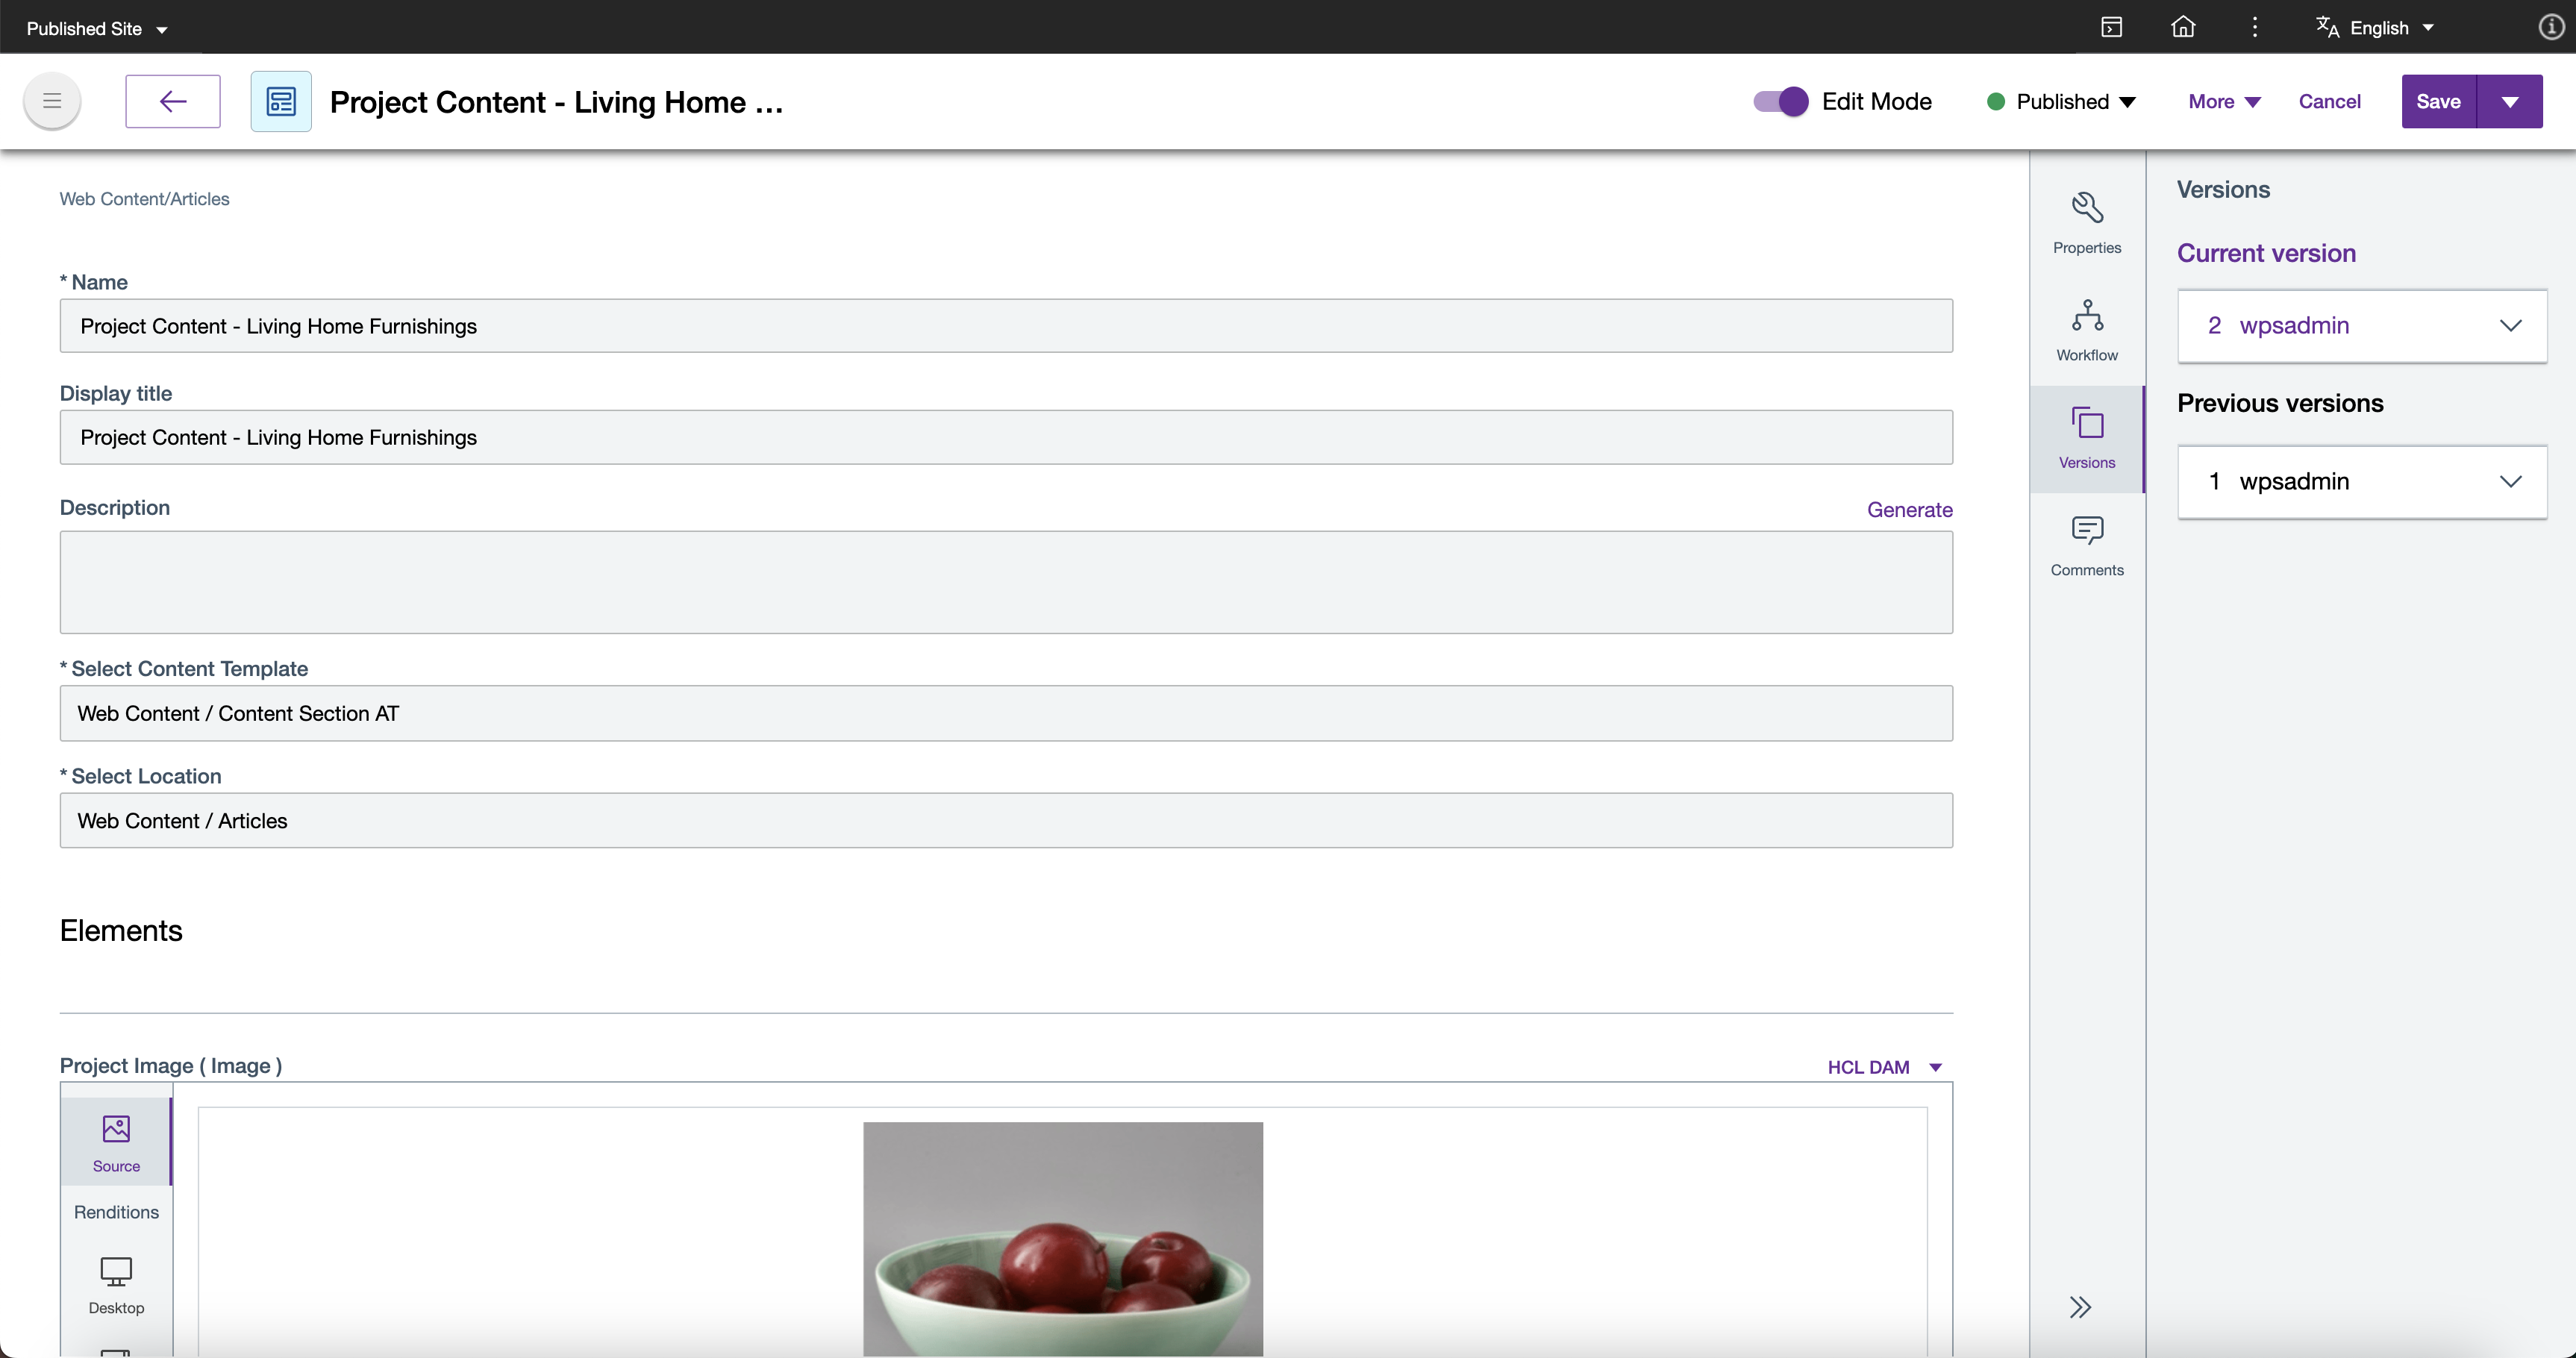 Published Site
English
Project Content - Living Home ...
Edit Mode
Published
More
Cancel
Save
Web Content/Articles
* Name
Project Content - Living Home Furnishings
Display title
Project Content - Living Home Furnishings
Description
Generate
* Select Content Template
Web Content / Content Section AT
* Select Location
Web Content / Articles
Elements
Project Image ( Image )
HCL DAM
Source
Renditions
Desktop
Properties
Workflow
Versions
Comments
Versions
Current version
2 wpsadmin
Previous versions
1 wpsadmin